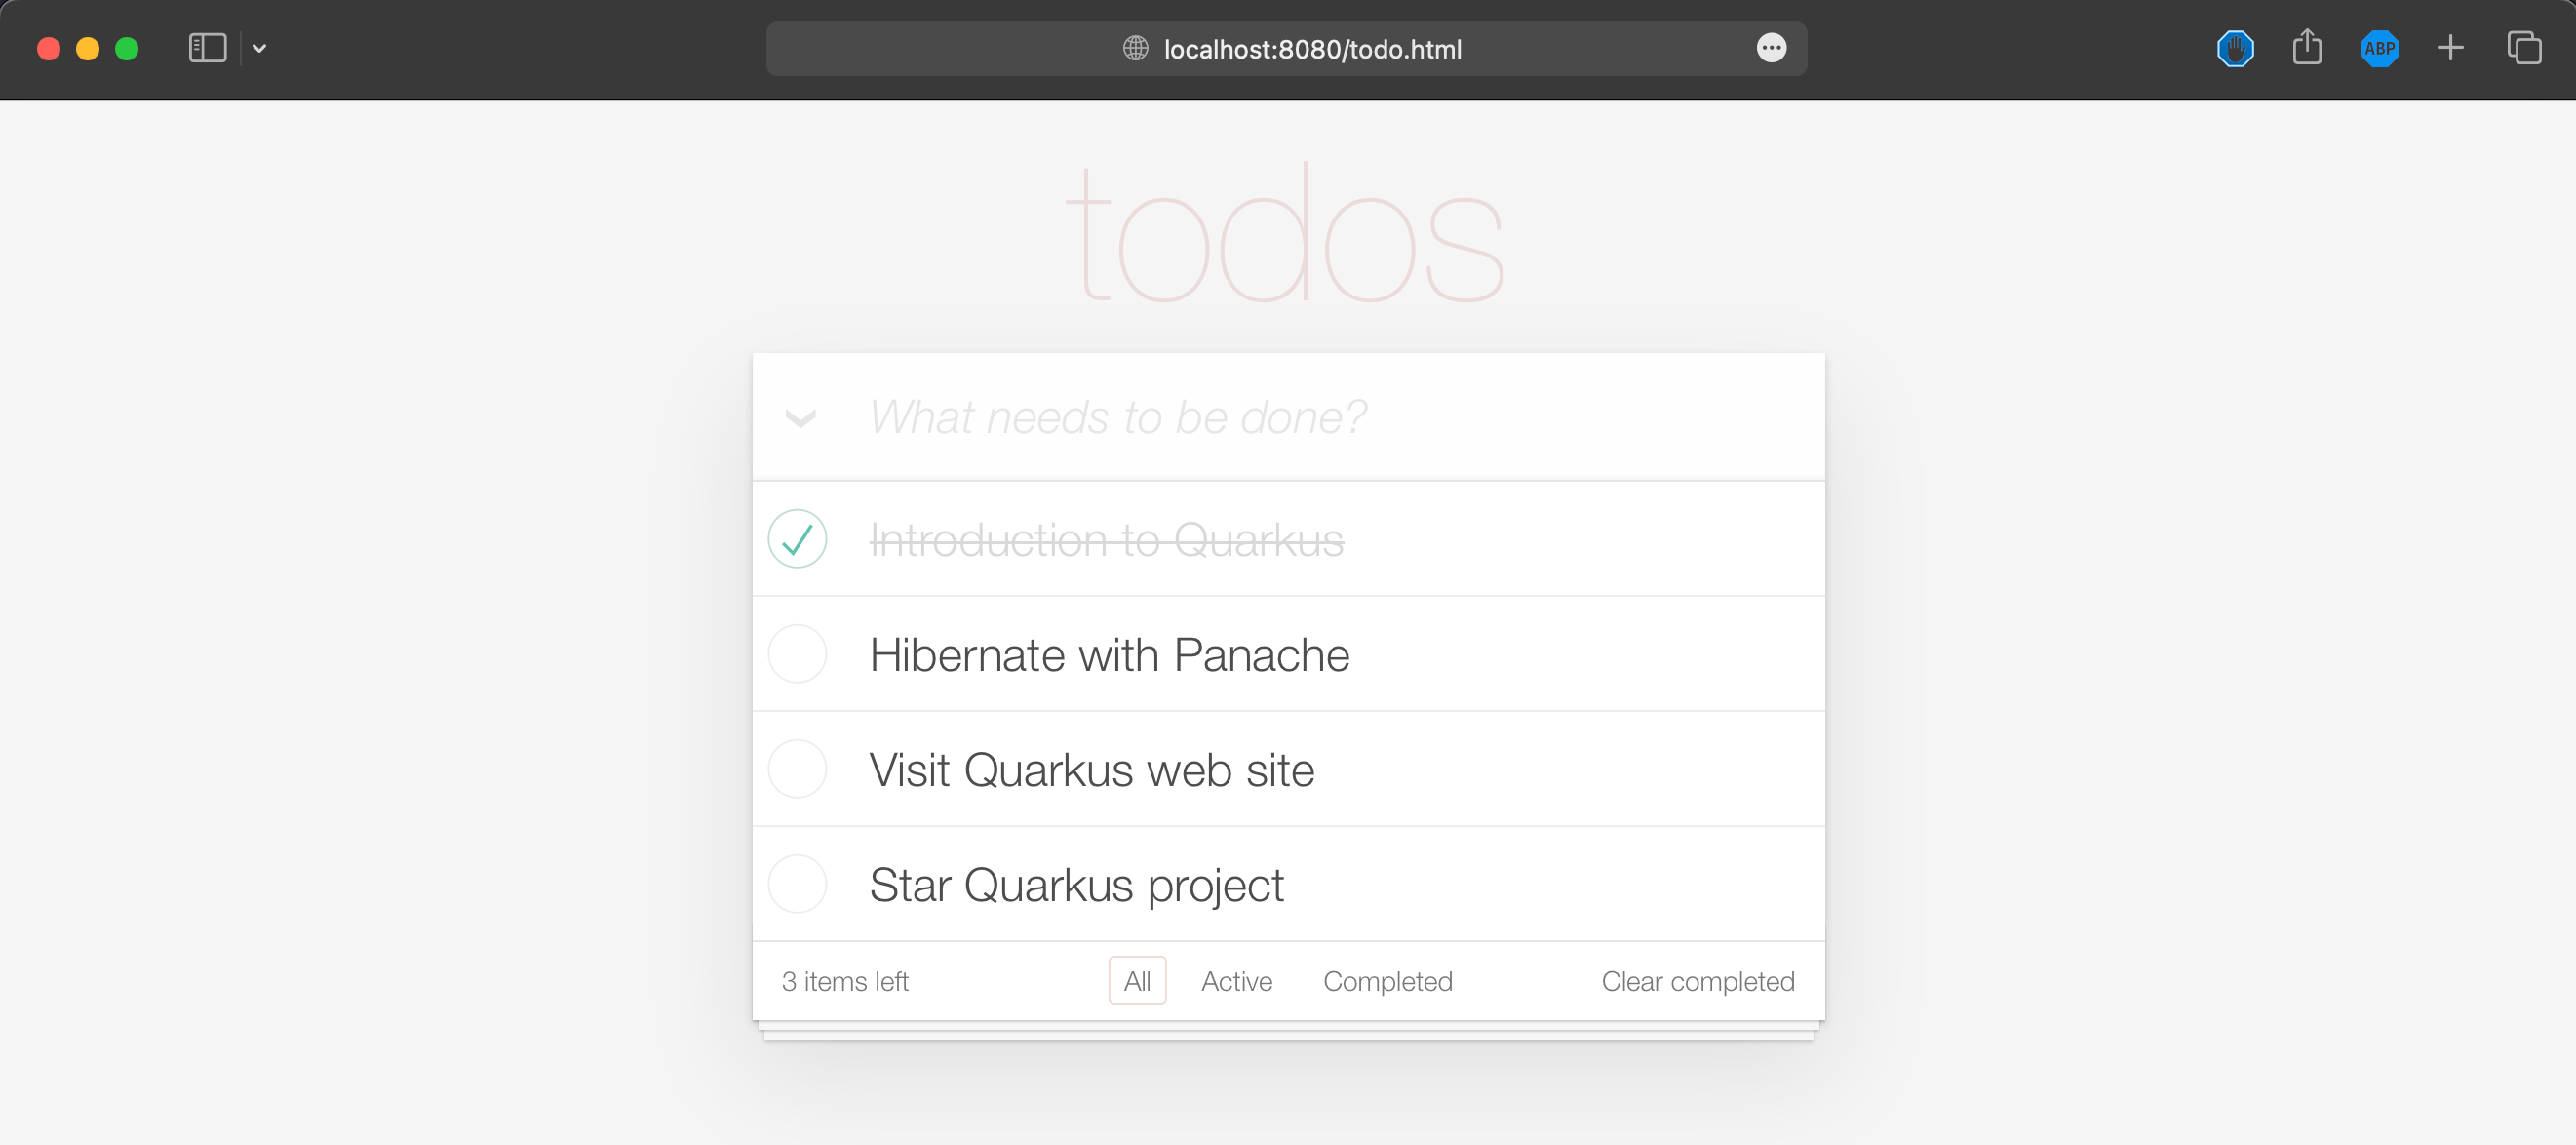 localhost:8080/todo.html
ABP
todos
What needs to be done?
Introduction to Quarkus
Hibernate with Panache
Visit Quarkus web site
Star Quarkus project
3 items left All Active Completed Clear completed